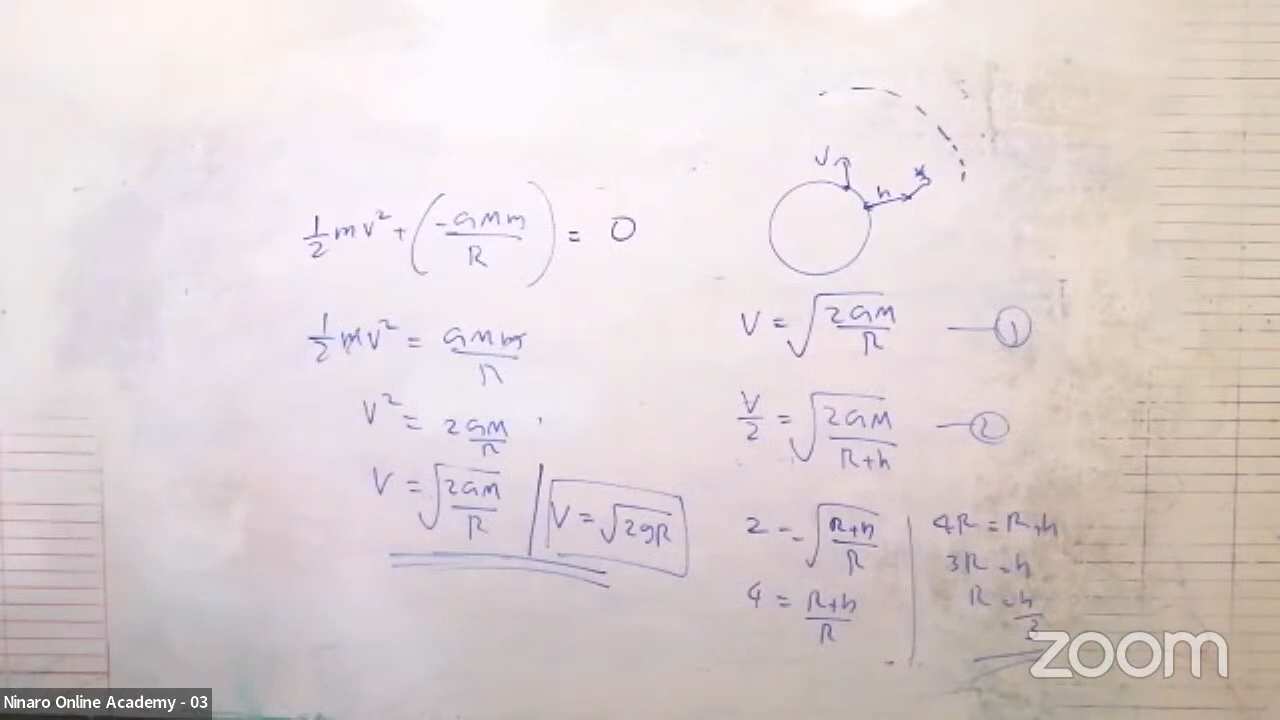 ½mv² + (-GMm/R) = 0
½mv² = GMm/R
V² = 2GM/R
V = √(2GM/R)
V = √2gR
V
h
V = √(2GM/R) — ①
V/2 = √(2GM/(R+h)) — ②
2 = √((R+h)/R)
4 = (R+h)/R
4R = R+h
3R = h
R = h/3
zoom
Ninaro Online Academy - 03